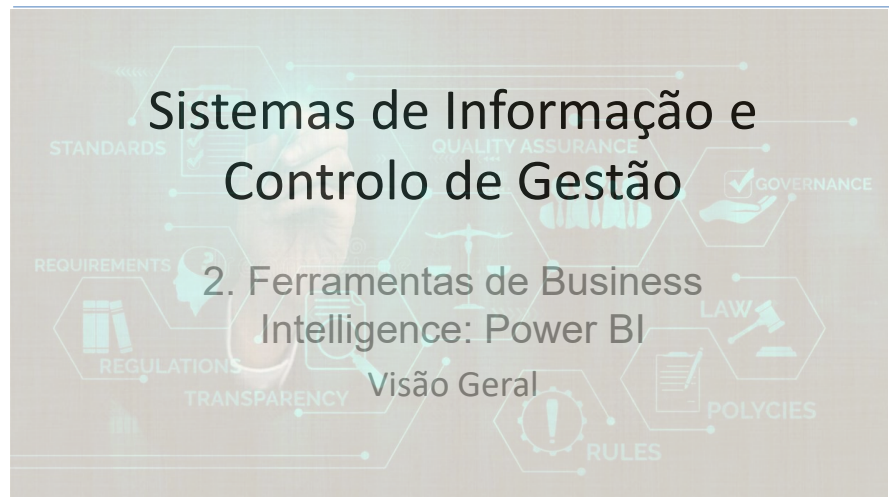 Sistemas de Informação e
Controlo de Gestão
STANDARDS
QUALITY ASSURANCE
GOVERNANCE
REQUIREMENTS
2. Ferramentas de Business
Intelligence: Power BI
LAW
REGULATIONS
Visão Geral
TRANSPARENCY
POLYCIES
RULES